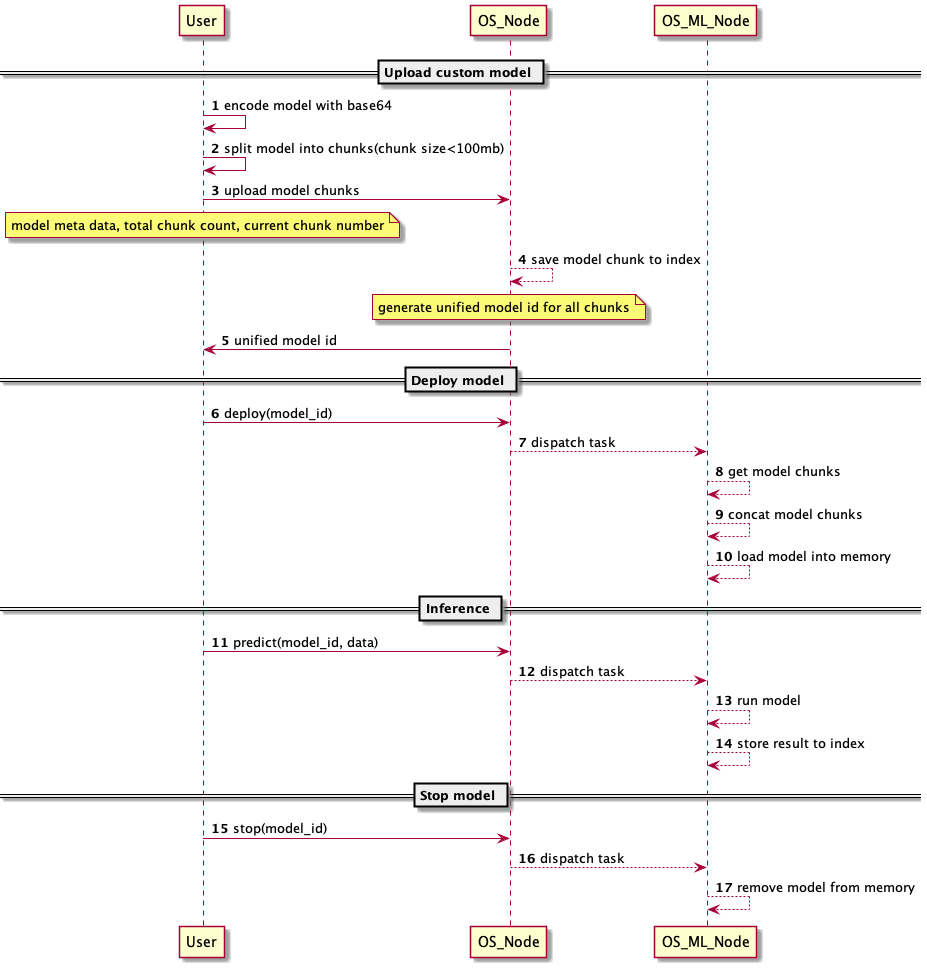 User OS_Node OS_ML_Node
Upload custom model
1 encode model with base64
2 split model into chunks(chunk size<100mb)
3 upload model chunks
model meta data, total chunk count, current chunk number
4 save model chunk to index
generate unified model id for all chunks
5 unified model id
Deploy model
6 deploy(model_id)
7 dispatch task
8 get model chunks
9 concat model chunks
10 load model into memory
Inference
11 predict(model_id, data)
12 dispatch task
13 run model
14 store result to index
Stop model
15 stop(model_id)
16 dispatch task
17 remove model from memory
User OS_Node OS_ML_Node